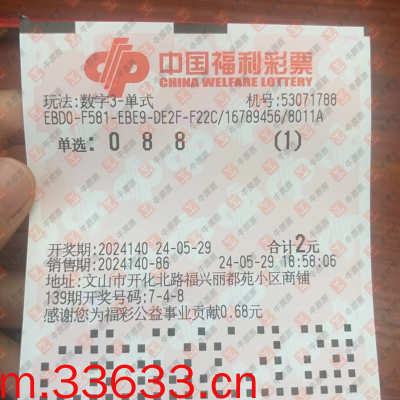 中国福利彩票
CHINA WELFARE LOTTERY
玩法:数字3-单式 机号:53071788
EBD0-F581-EBE9-DE2F-F22C/16789456/8011A
单选: 0 8 8 (1)
开奖期:2024140 24-05-29 合计2元
销售期:2024140-86 24-05-29 18:58:06
地址:文山市开化北路福兴丽都苑小区商铺
139期开奖号码:7-4-8
感谢您为福彩公益事业贡献0.68元
m.33633.cn